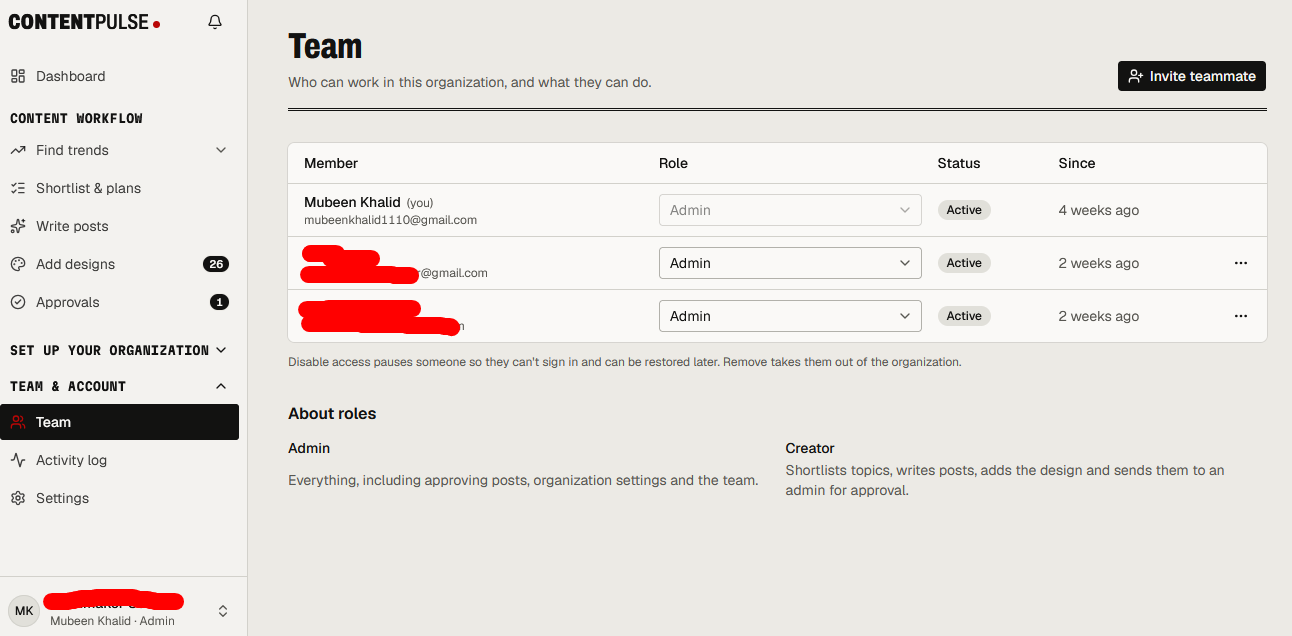 CONTENTPULSE
Dashboard
CONTENT WORKFLOW
Find trends
Shortlist & plans
Write posts
Add designs 26
Approvals 1
SET UP YOUR ORGANIZATION
TEAM & ACCOUNT
Team
Activity log
Settings
MK
Mubeen Khalid · Admin
Team
Who can work in this organization, and what they can do.
Invite teammate
Member Role Status Since
Mubeen Khalid (you)
mubeenkhalid1110@gmail.com
Admin Active 4 weeks ago
@gmail.com
Admin Active 2 weeks ago
Admin Active 2 weeks ago
Disable access pauses someone so they can't sign in and can be restored later. Remove takes them out of the organization.
About roles
Admin
Everything, including approving posts, organization settings and the team.
Creator
Shortlists topics, writes posts, adds the design and sends them to an
admin for approval.